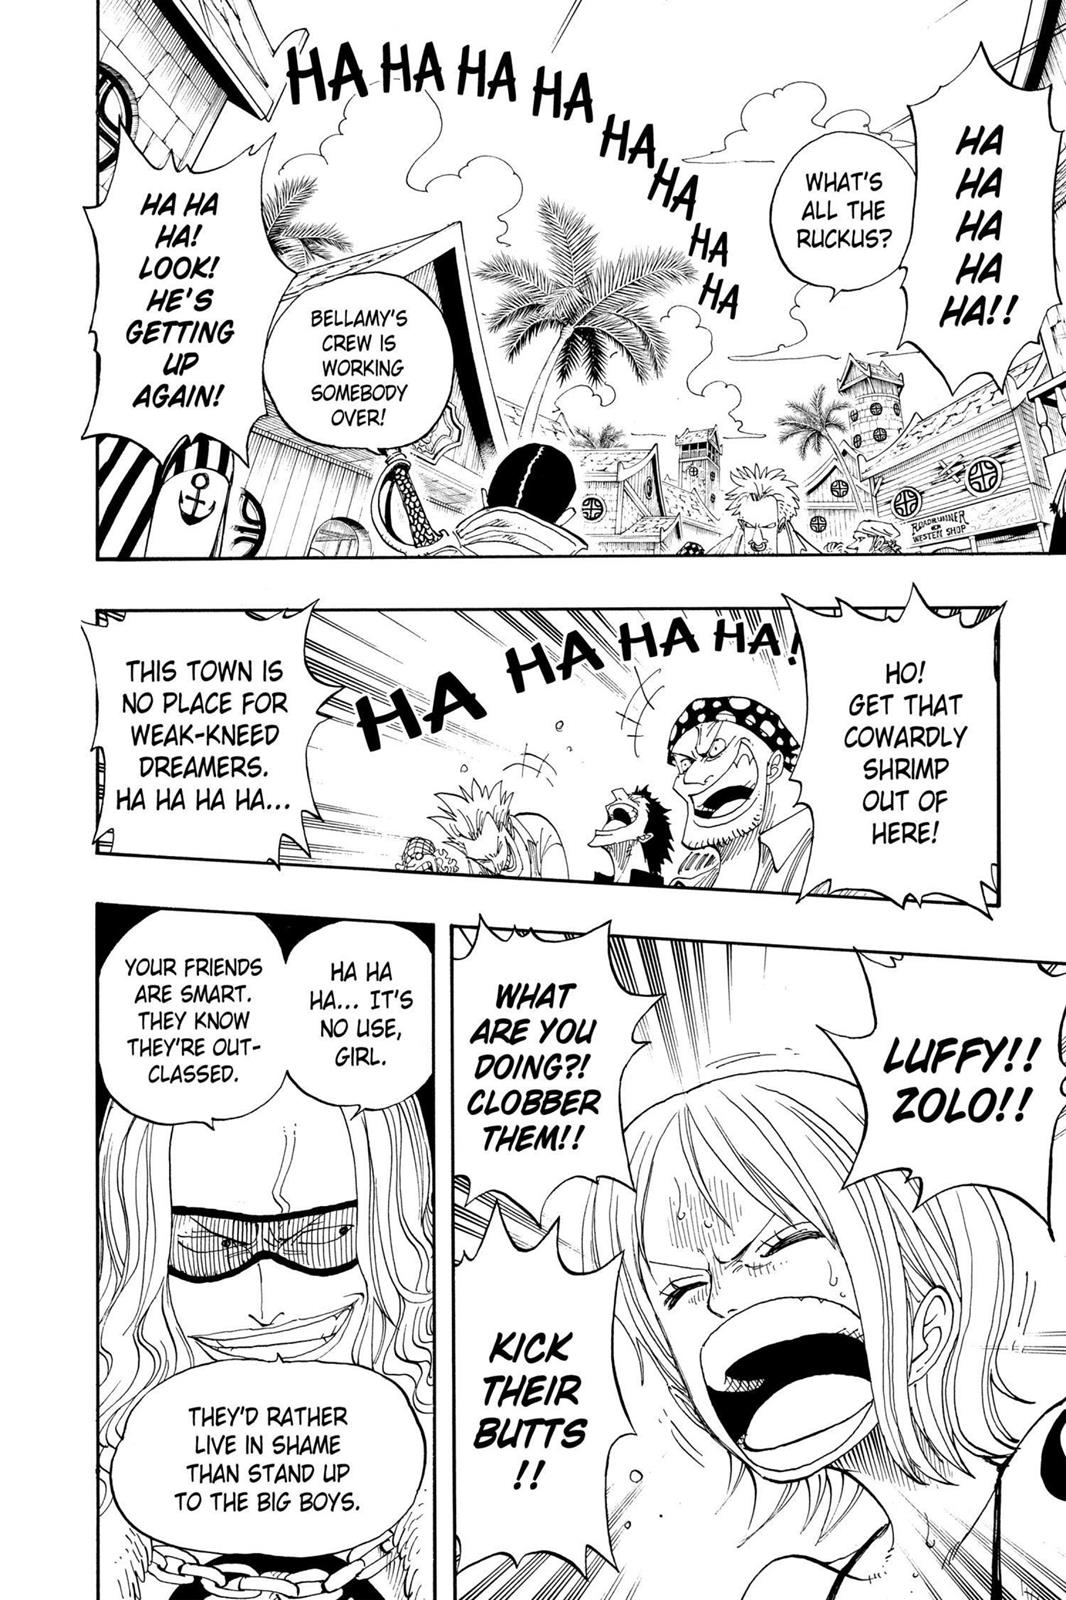 HA
HA
HA
HA
HA!!
WHAT'S
ALL THE
RUCKUS?
HA HA HA HA HA HA HA HA
BELLAMY'S
CREW IS
WORKING
SOMEBODY
OVER!
HA HA
HA!
LOOK!
HE'S
GETTING
UP
AGAIN!
ROADRUNNER
WESTEN SHOP
HO!
GET THAT
COWARDLY
SHRIMP
OUT OF
HERE!
HA HA HA HA!
THIS TOWN IS
NO PLACE FOR
WEAK-KNEED
DREAMERS.
HA HA HA HA...
LUFFY!!
ZOLO!!
WHAT
ARE YOU
DOING?!
CLOBBER
THEM!!
KICK
THEIR
BUTTS
!!
HA HA
HA... IT'S
NO USE,
GIRL.
YOUR FRIENDS
ARE SMART.
THEY KNOW
THEY'RE OUT-
CLASSED.
THEY'D RATHER
LIVE IN SHAME
THAN STAND UP
TO THE BIG BOYS.